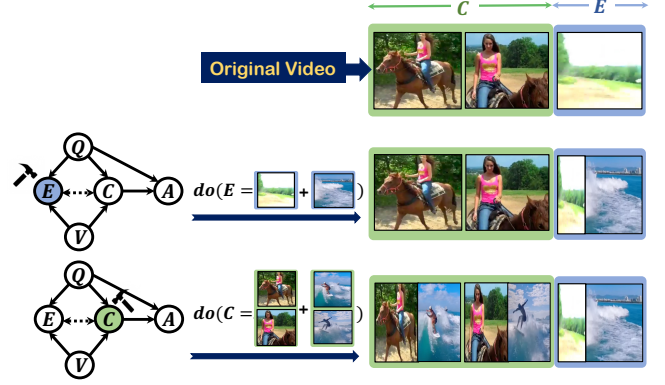 C E
Original Video
Q
E C A
V
do(E = + )
Q
E C A
V
do(C = + )